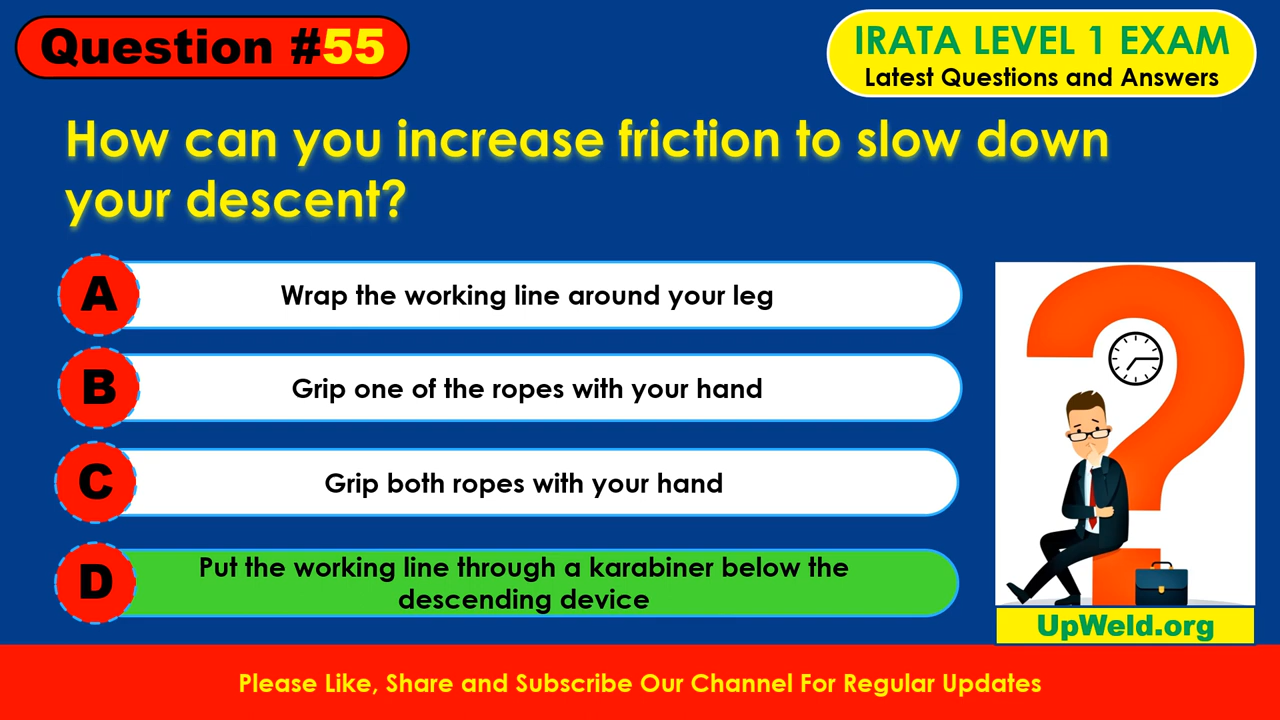 Question #55
IRATA LEVEL 1 EXAM
Latest Questions and Answers
How can you increase friction to slow down
your descent?
A
Wrap the working line around your leg
B
Grip one of the ropes with your hand
C
Grip both ropes with your hand
D
Put the working line through a karabiner below the
descending device
UpWeld.org
Please Like, Share and Subscribe Our Channel For Regular Updates